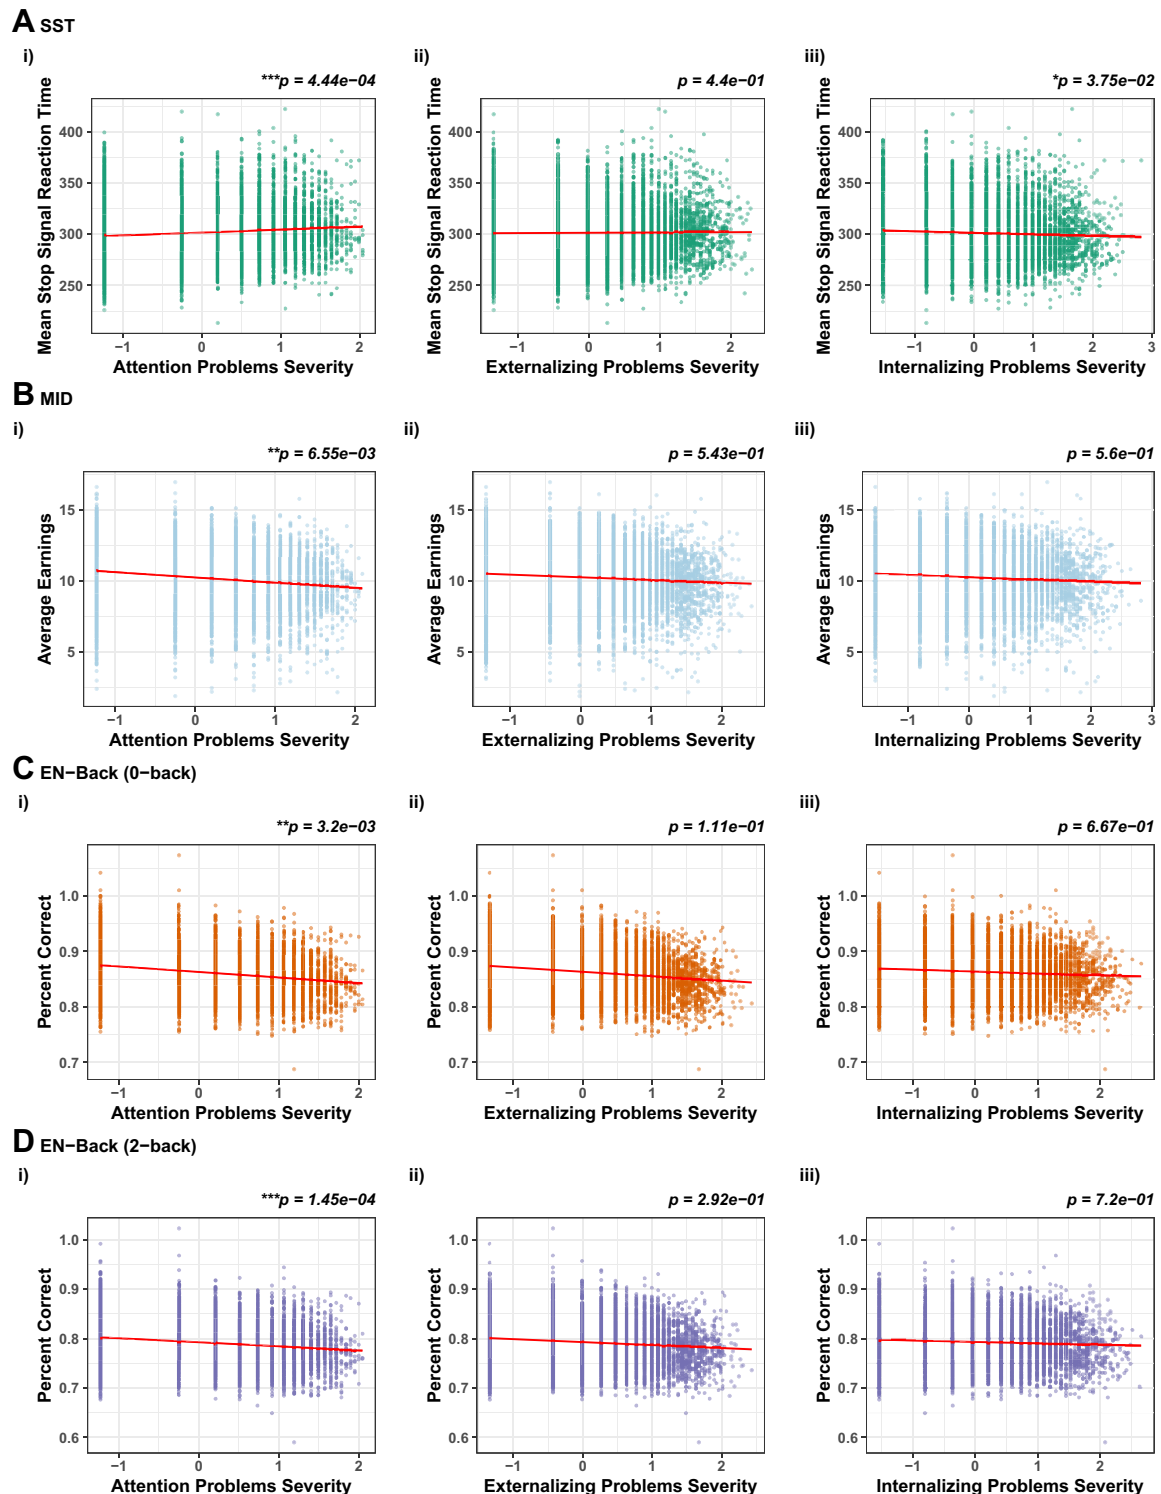 A SST
i)
***p = 4.44e−04
Mean Stop Signal Reaction Time
400
350
300
250
−1 0 1 2
Attention Problems Severity
ii)
p = 4.4e−01
Mean Stop Signal Reaction Time
400
350
300
250
−1 0 1 2
Externalizing Problems Severity
iii)
*p = 3.75e−02
Mean Stop Signal Reaction Time
400
350
300
250
−1 0 1 2 3
Internalizing Problems Severity
B MID
i)
**p = 6.55e−03
Average Earnings
15
10
5
−1 0 1 2
Attention Problems Severity
ii)
p = 5.43e−01
Average Earnings
15
10
5
−1 0 1 2
Externalizing Problems Severity
iii)
p = 5.6e−01
Average Earnings
15
10
5
−1 0 1 2 3
Internalizing Problems Severity
C EN−Back (0−back)
i)
**p = 3.2e−03
Percent Correct
1.0
0.9
0.8
0.7
−1 0 1 2
Attention Problems Severity
ii)
p = 1.11e−01
Percent Correct
1.0
0.9
0.8
0.7
−1 0 1 2
Externalizing Problems Severity
iii)
p = 6.67e−01
Percent Correct
1.0
0.9
0.8
0.7
−1 0 1 2
Internalizing Problems Severity
D EN−Back (2−back)
i)
***p = 1.45e−04
Percent Correct
1.0
0.9
0.8
0.7
0.6
−1 0 1 2
Attention Problems Severity
ii)
p = 2.92e−01
Percent Correct
1.0
0.9
0.8
0.7
0.6
−1 0 1 2
Externalizing Problems Severity
iii)
p = 7.2e−01
Percent Correct
1.0
0.9
0.8
0.7
0.6
−1 0 1 2
Internalizing Problems Severity